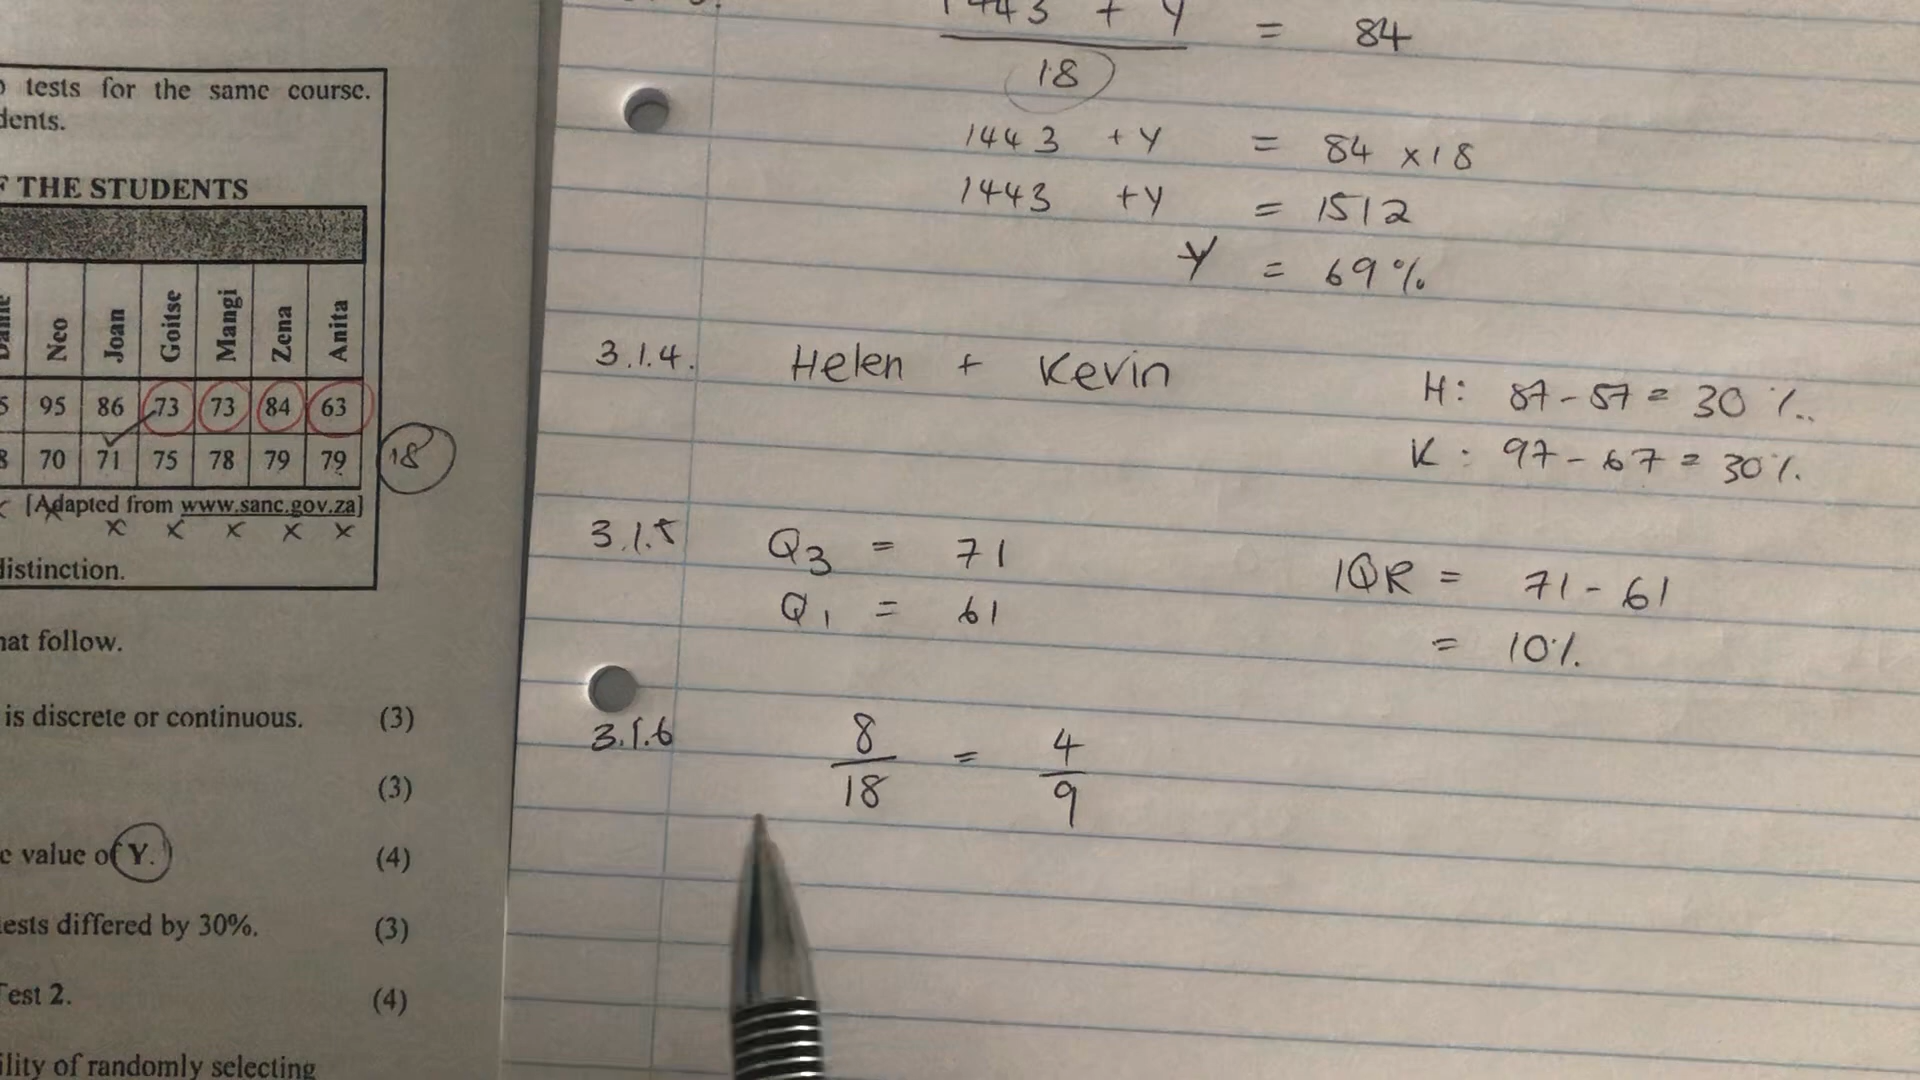 tests for the same course.
dents.
THE STUDENTS
Neo Joan Goitse Mangi Zena Anita
5 95 86 73 73 84 63
8 70 71 75 78 79 79
18
[Adapted from www.sanc.gov.za]
x x x x x
distinction.
hat follow.
is discrete or continuous. (3)
(3)
value of Y. (4)
ests differed by 30%. (3)
Test 2. (4)
ility of randomly selecting
1443 + Y = 84
18
1443 + Y = 84 x 18
1443 + Y = 1512
Y = 69%
3.1.4. Helen + Kevin
H: 87 - 57 = 30%.
K: 97 - 67 = 30%.
3.1.5 Q3 = 71
Q1 = 61
IQR = 71 - 61
= 10%.
3.1.6 8/18 = 4/9